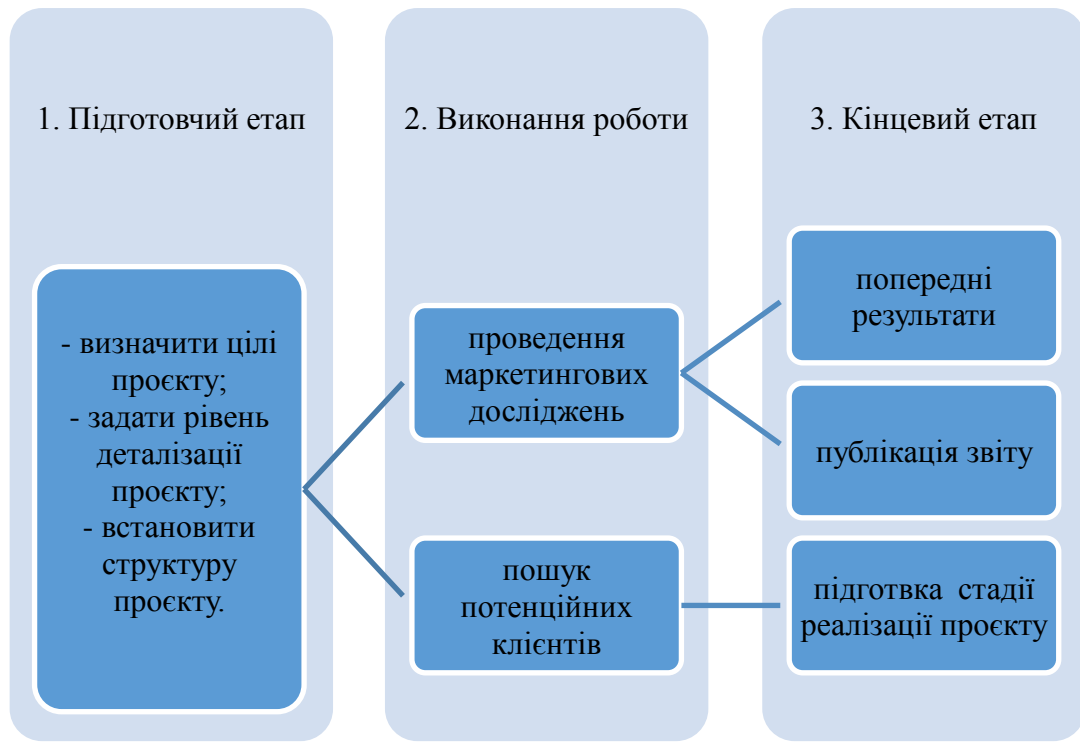 1. Підготовчий етап
- визначити цілі
проєкту;
- задати рівень
деталізації
проєкту;
- встановити
структуру
проєкту.
2. Виконання роботи
проведення
маркетингових
досліджень
пошук
потенційних
клієнтів
3. Кінцевий етап
попередні
результати
публікація звіту
підготвка стадії
реалізації проєкту